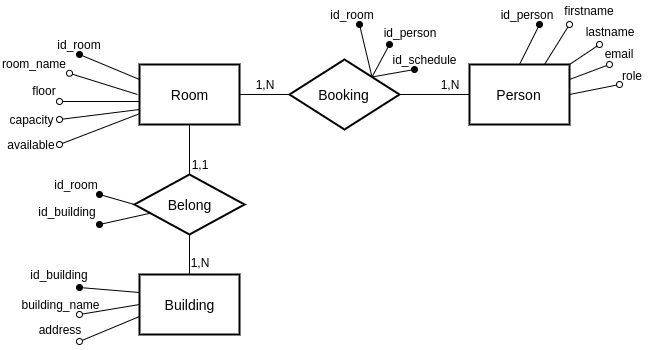 id_room
id_person
id_schedule
id_person
firstname
lastname
email
role
id_room
room_name
floor
capacity
available
Room
1,N
Booking
1,N
Person
1,1
id_room
id_building
Belong
1,N
id_building
building_name
address
Building